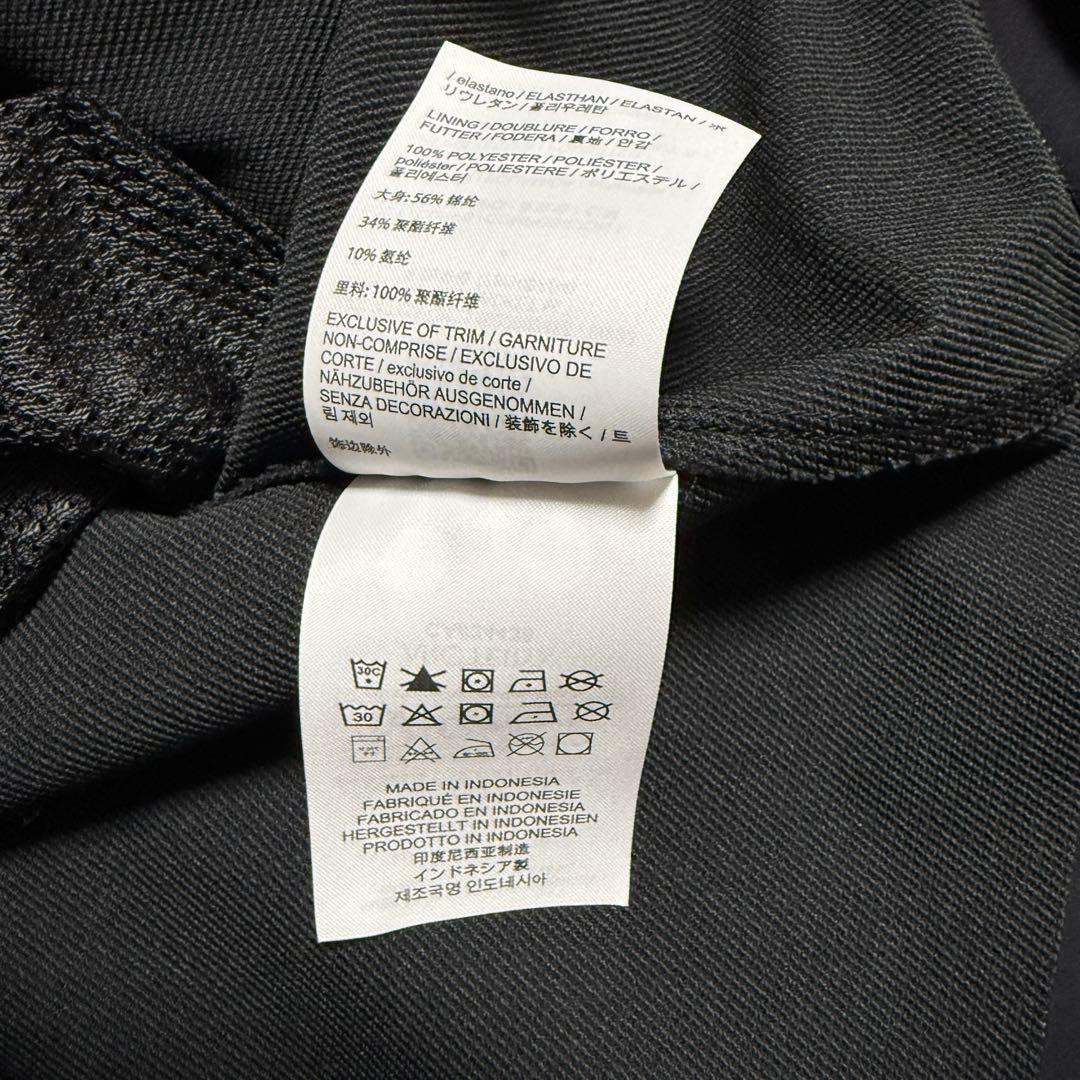 / elastano / ELASTHAN / ELASTAN / ポ
リウレタン / 폴리우레탄
LINING / DOUBLURE / FORRO /
FUTTER / FODERA / 裏地 / 안감
100% POLYESTER / POLIÉSTER /
poliéster / POLIESTERE / ポリエステル /
폴리에스터
大身: 56% 锦纶
34% 聚酯纤维
10% 氨纶
里料: 100% 聚酯纤维
EXCLUSIVE OF TRIM / GARNITURE
NON-COMPRISE / EXCLUSIVO DE
CORTE / exclusivo de corte /
NÄHZUBEHÖR AUSGENOMMEN /
SENZA DECORAZIONI / 装飾を除く / 트
림 제외
饰边除外
30C
30
MADE IN INDONESIA
FABRIQUÉ EN INDONESIE
FABRICADO EN INDONESIA
HERGESTELLT IN INDONESIEN
PRODOTTO IN INDONESIA
印度尼西亚制造
インドネシア製
제조국명 인도네시아